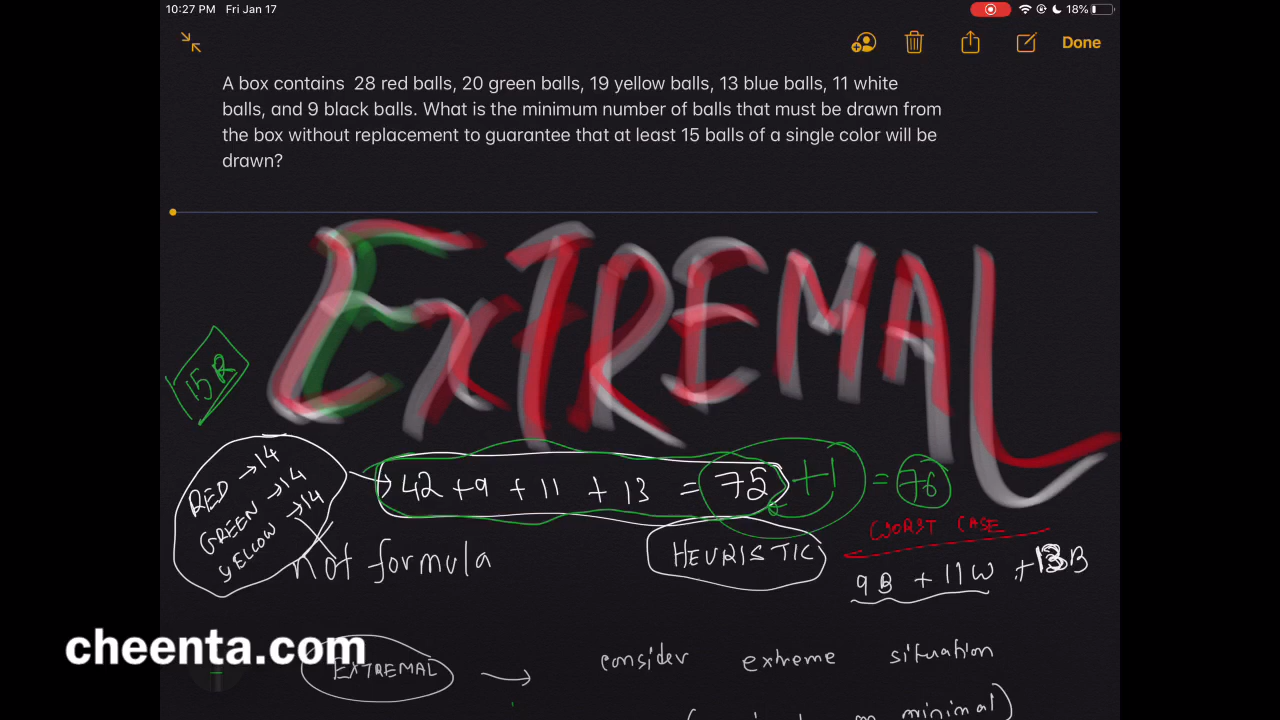 10:27 PM Fri Jan 17 18%
Done
A box contains 28 red balls, 20 green balls, 19 yellow balls, 13 blue balls, 11 white
balls, and 9 black balls. What is the minimum number of balls that must be drawn from
the box without replacement to guarantee that at least 15 balls of a single color will be
drawn?
ExTREMAL
15 R
RED → 14
GREEN → 14
YELLOW → 14
42 + 9 + 11 + 13 = 75 +1 = 76
not formula
HEURISTIC
WORST CASE
9B + 11W + 13B
cheenta.com
EXTREMAL → consider extreme situation
minimal)